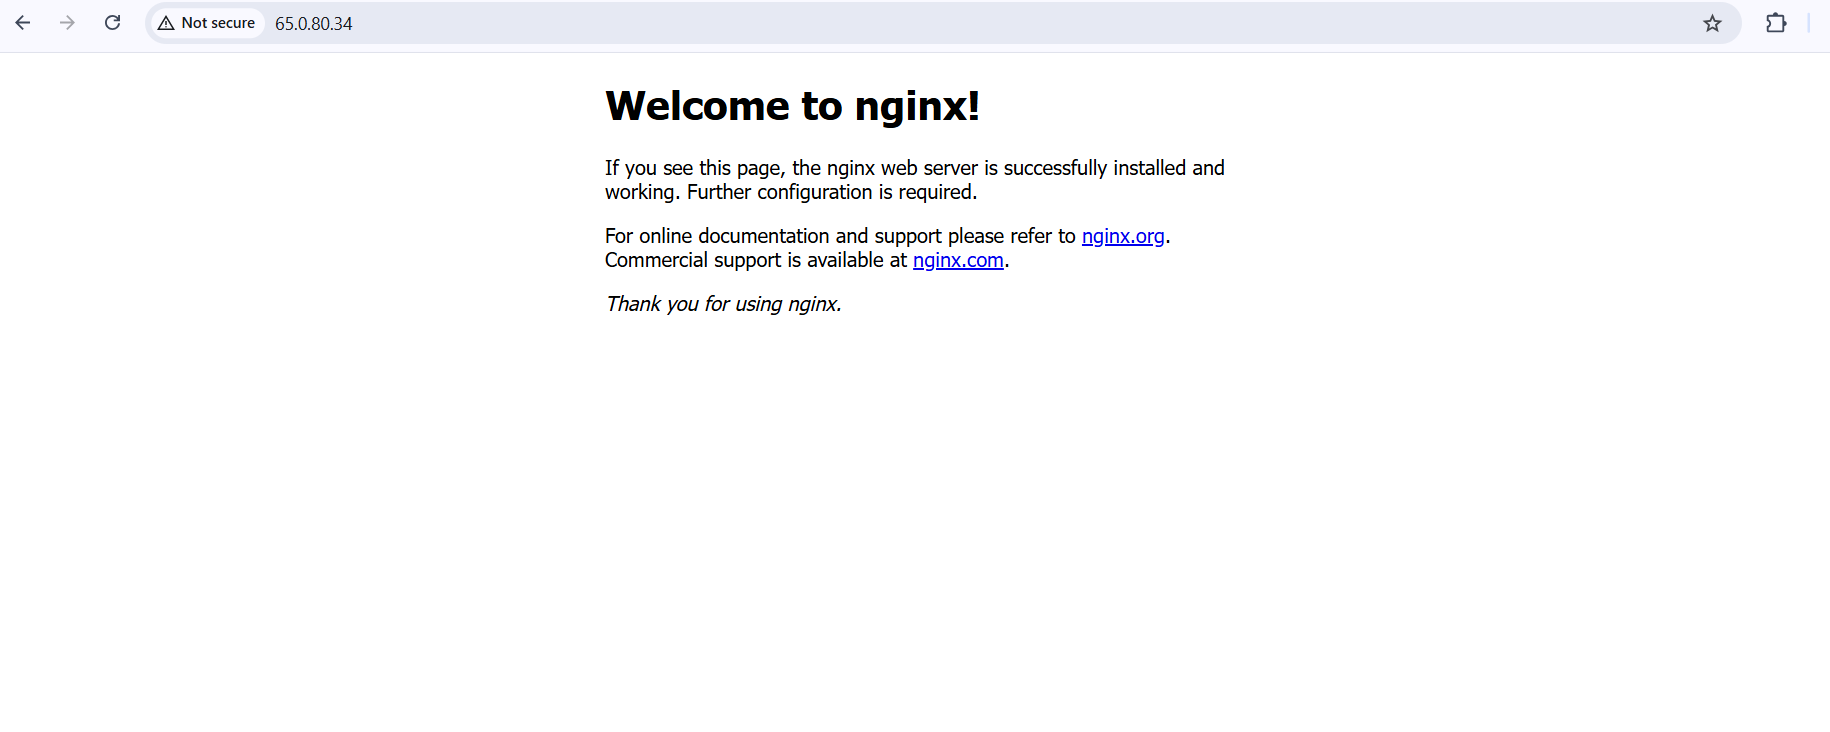 Not secure
65.0.80.34
Welcome to nginx!
If you see this page, the nginx web server is successfully installed and
working. Further configuration is required.
For online documentation and support please refer to nginx.org.
Commercial support is available at nginx.com.
Thank you for using nginx.